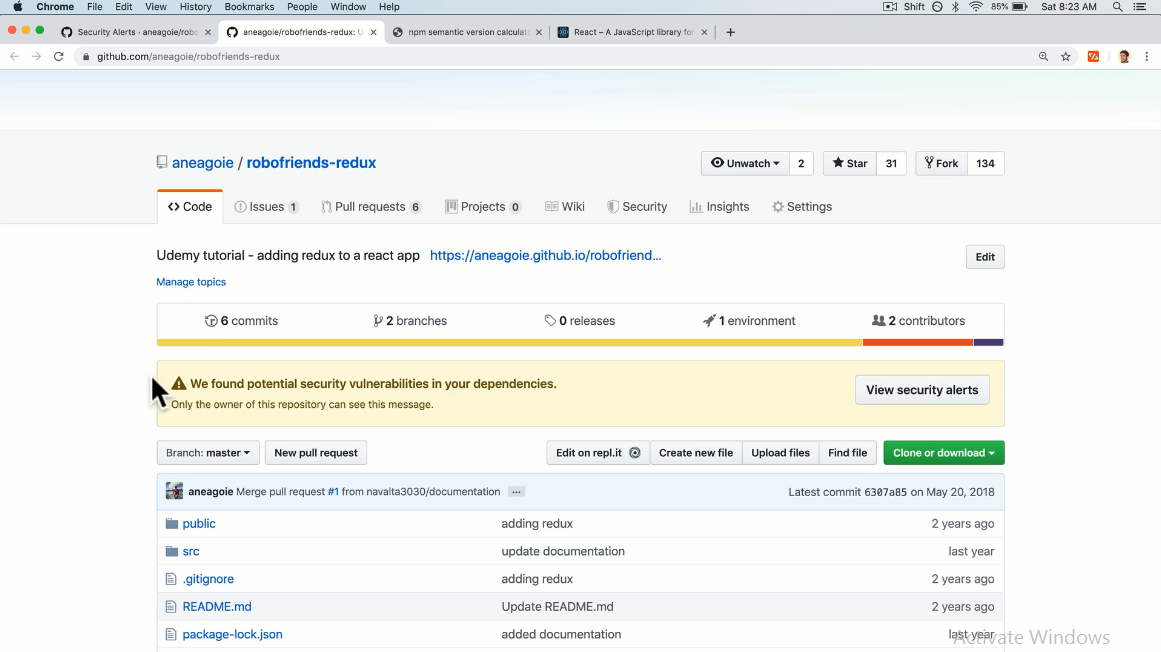 Chrome File Edit View History Bookmarks People Window Help Shift 85% Sat 8:23 AM
Security Alerts · aneagoie/robo aneagoie/robofriends-redux: U npm semantic version calculat React – A JavaScript library for
github.com/aneagoie/robofriends-redux
aneagoie / robofriends-redux Unwatch 2 Star 31 Fork 134
Code Issues 1 Pull requests 6 Projects 0 Wiki Security Insights Settings
Udemy tutorial - adding redux to a react app https://aneagoie.github.io/robofriend... Edit
Manage topics
6 commits 2 branches 0 releases 1 environment 2 contributors
We found potential security vulnerabilities in your dependencies.
Only the owner of this repository can see this message.
View security alerts
Branch: master New pull request Edit on repl.it Create new file Upload files Find file Clone or download
aneagoie Merge pull request #1 from navalta3030/documentation ... Latest commit 6307a85 on May 20, 2018
public adding redux 2 years ago
src update documentation last year
.gitignore adding redux 2 years ago
README.md Update README.md 2 years ago
package-lock.json added documentation last year
Activate Windows